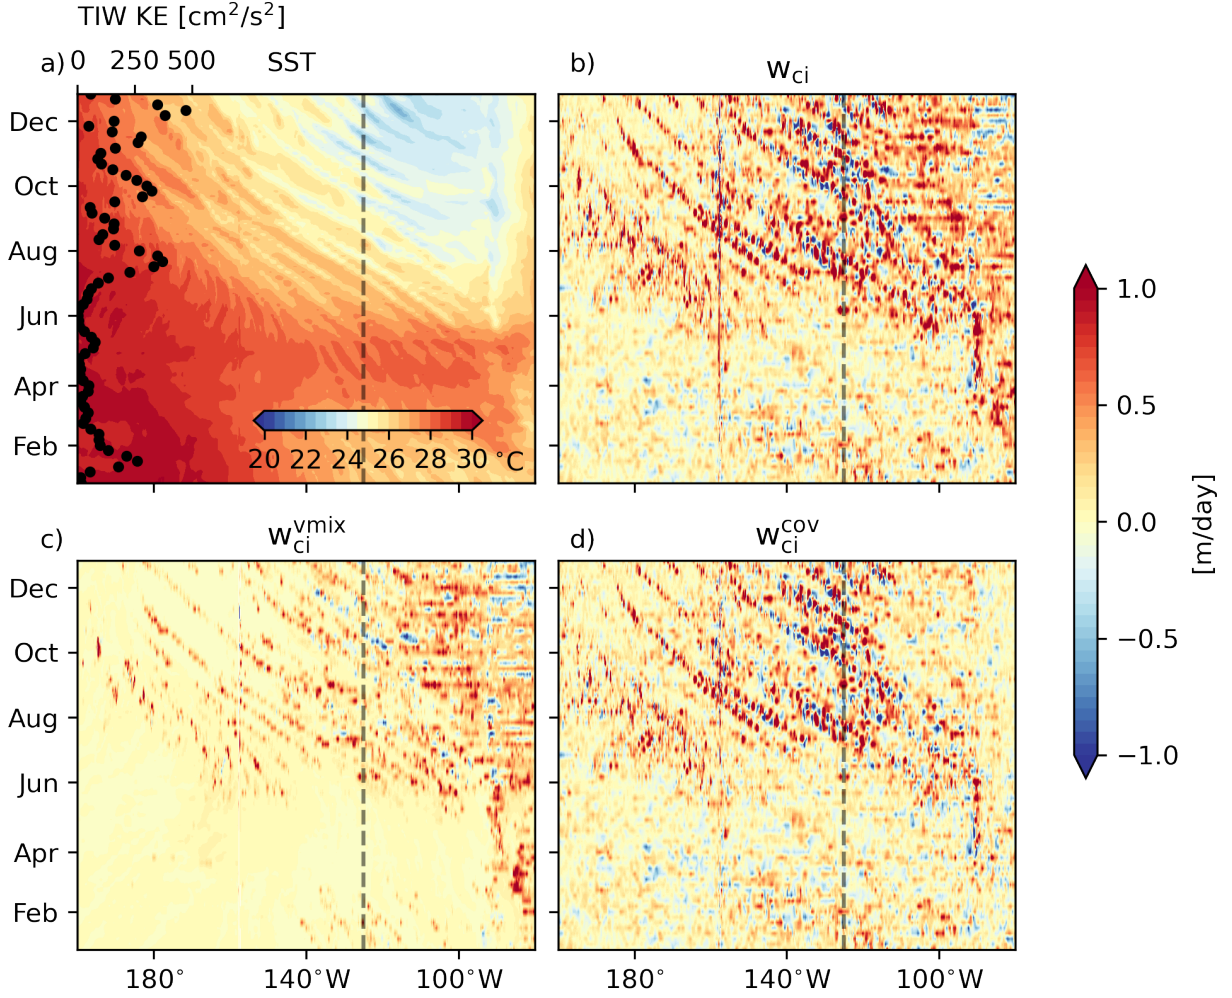 TIW KE [cm²/s²]
a) 0 250 500 SST
b) w_ci
Dec
Oct
Aug
Jun
Apr
Feb
20 22 24 26 28 30 °C
1.0
0.5
0.0
−0.5
−1.0
[m/day]
c) w_ci^vmix
d) w_ci^cov
Dec
Oct
Aug
Jun
Apr
Feb
180° 140°W 100°W
180° 140°W 100°W